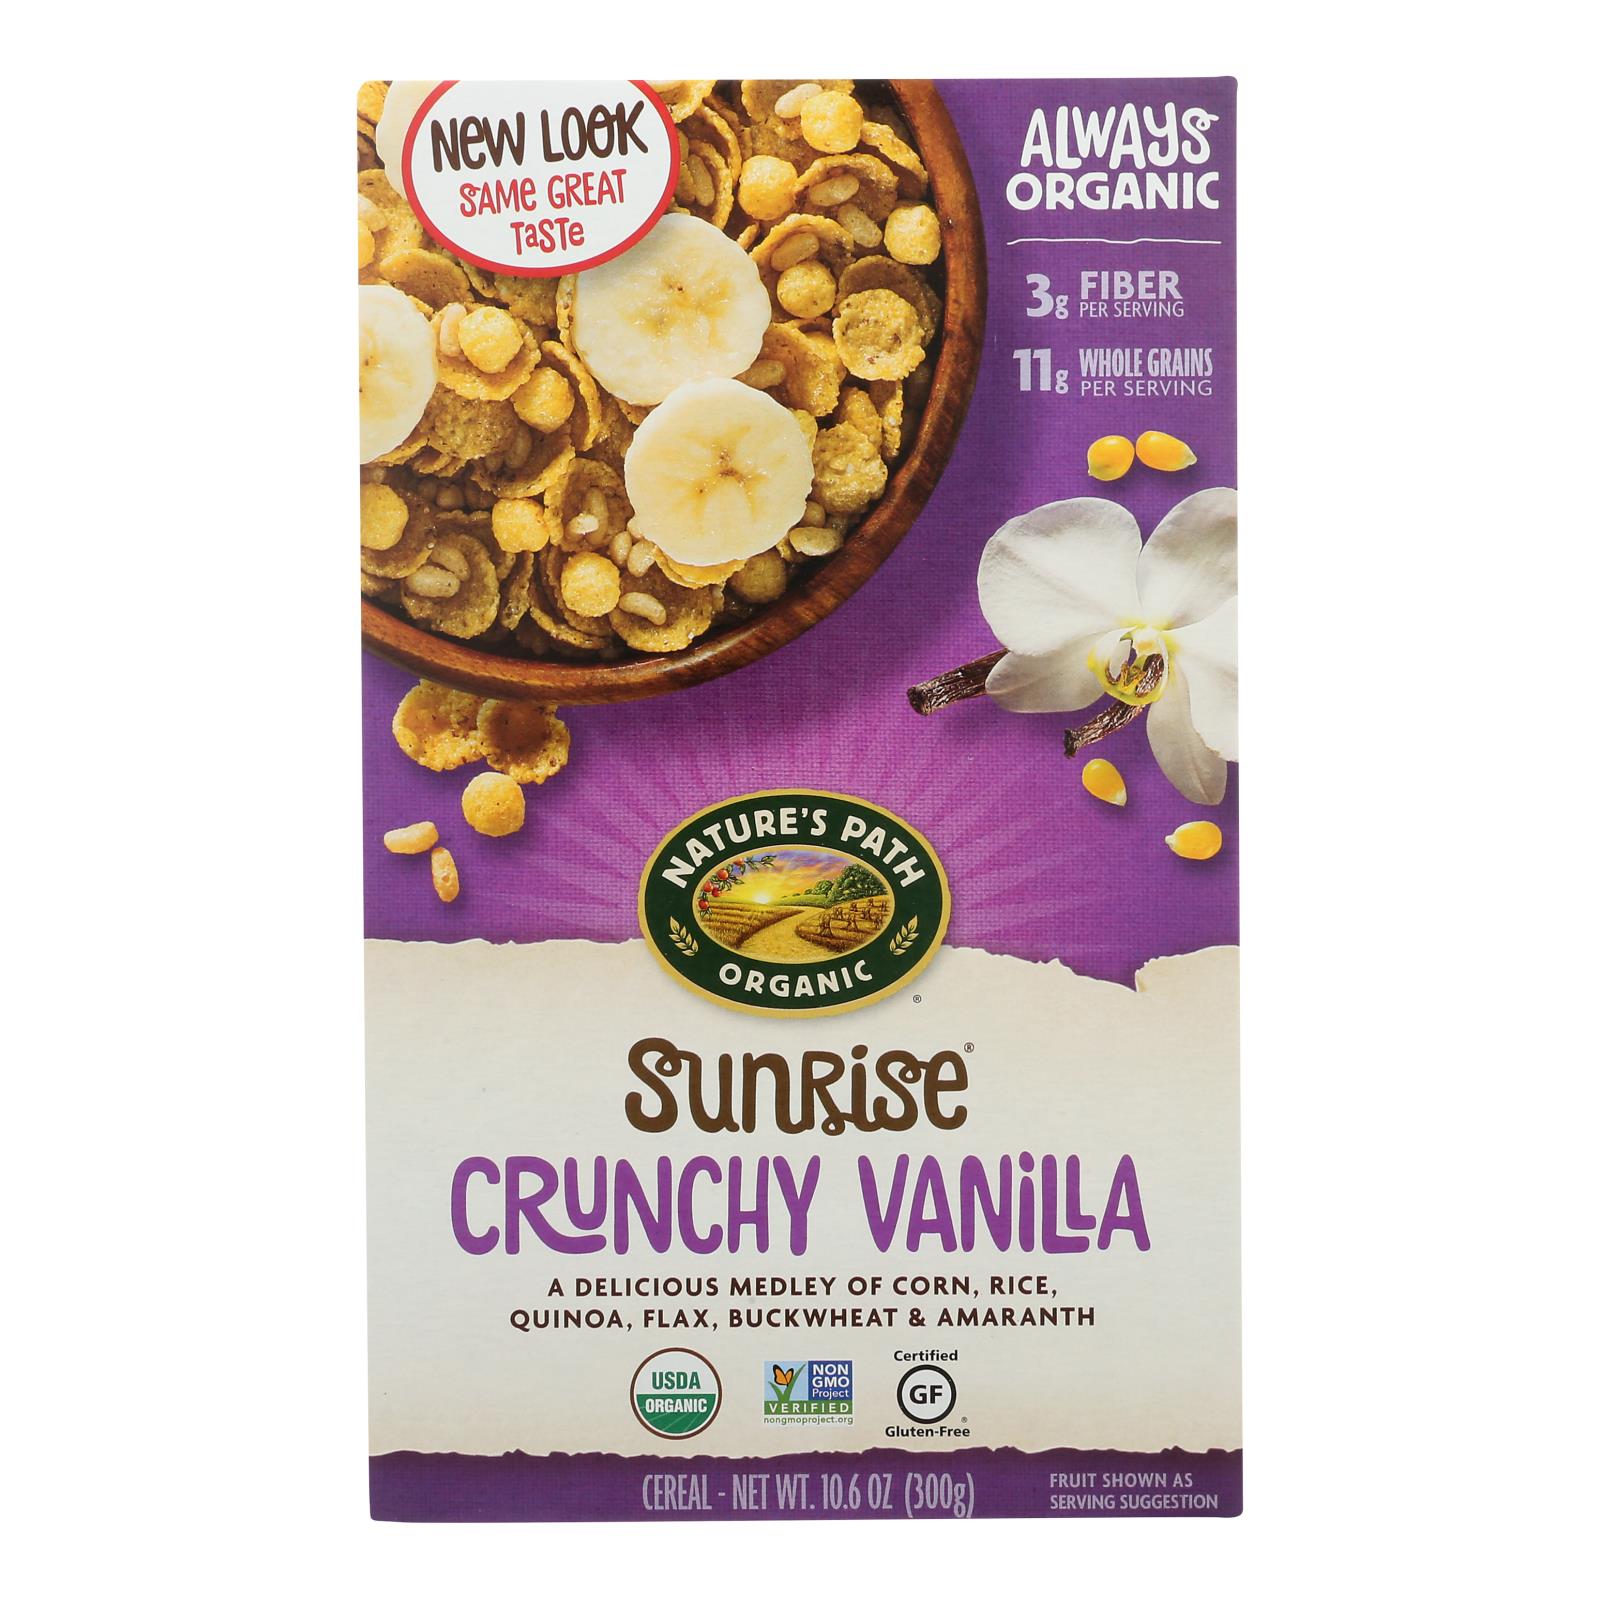 NEW LOOK
SAME GREAT
TaSTe
ALWAYS
ORGANIC
3g FIBER
PER SERVING
11g WHOLE GRAINS
PER SERVING
NATURE'S PATH
ORGANIC
®
SunRise®
CRuNCHY VANiLLA
A DELICIOUS MEDLEY OF CORN, RICE,
QUINOA, FLAX, BUCKWHEAT & AMARANTH
USDA
ORGANIC
NON
GMO
Project
VERIFIED
nongmoproject.org
Certified
GF
®
Gluten-Free
CEREAL - NET WT. 10.6 OZ (300g)
FRUIT SHOWN AS
SERVING SUGGESTION